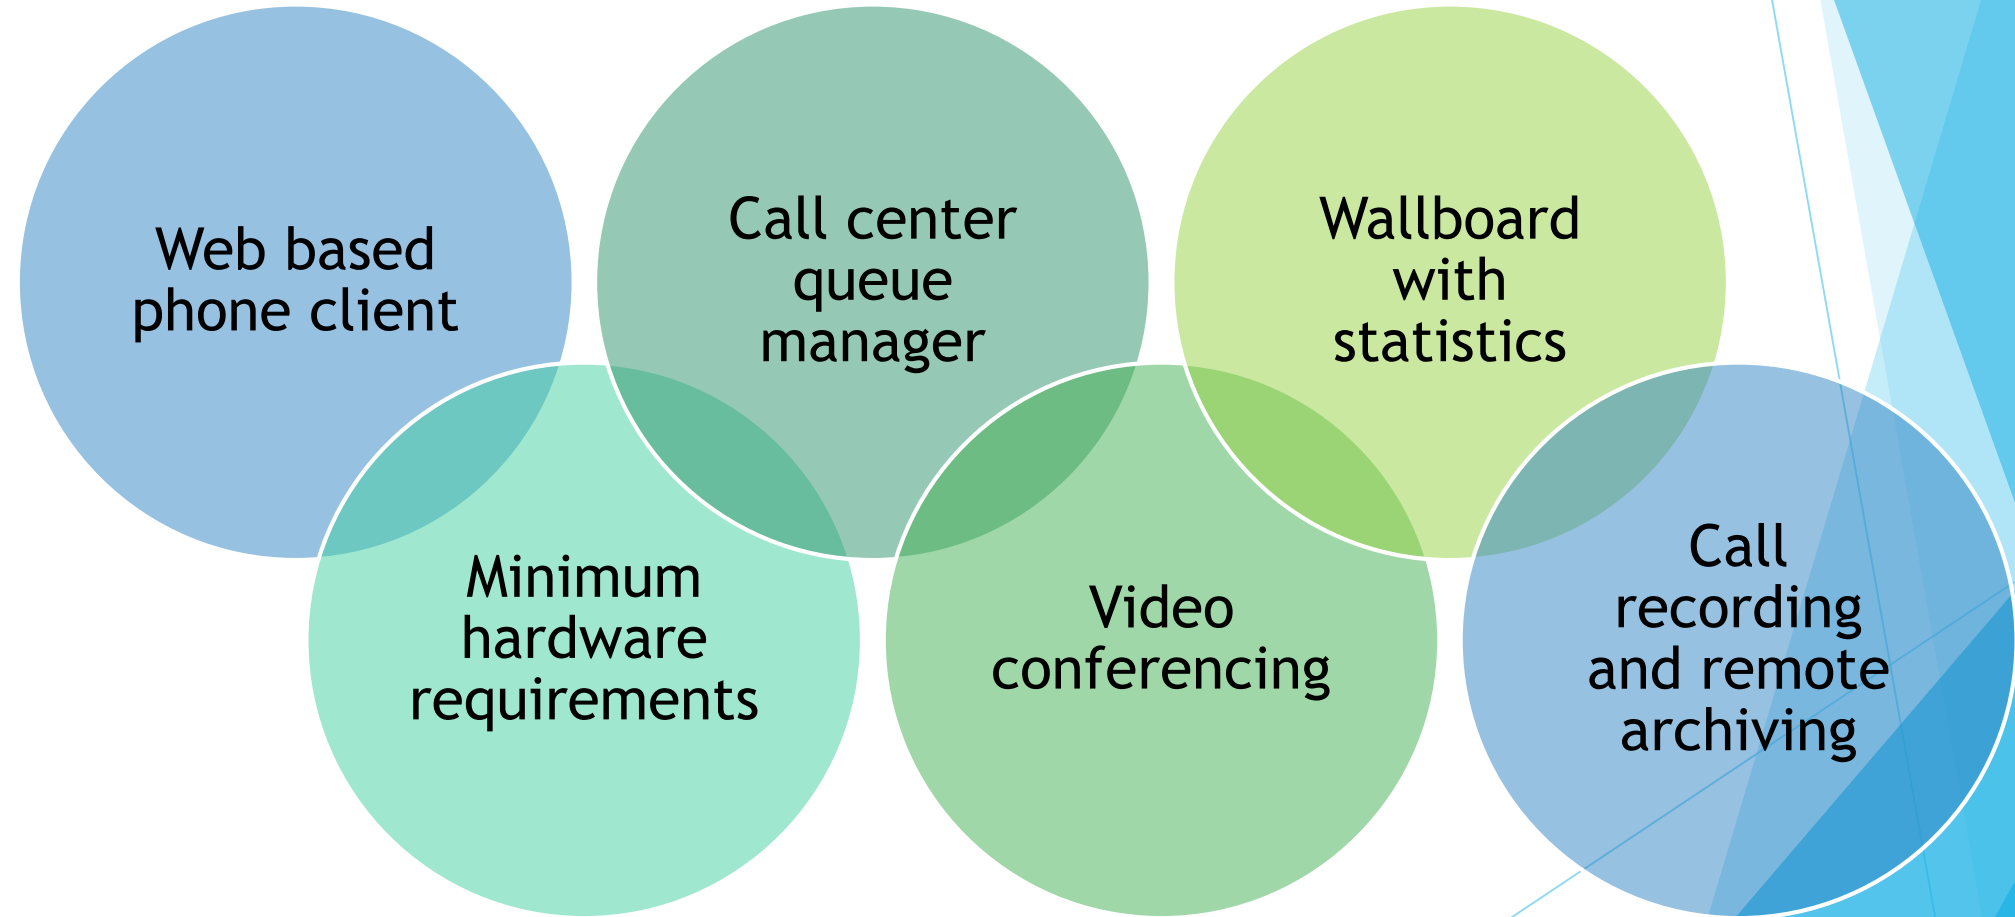 Web based
phone client
Minimum
hardware
requirements
Call center
queue
manager
Video
conferencing
Wallboard
with
statistics
Call
recording
and remote
archiving